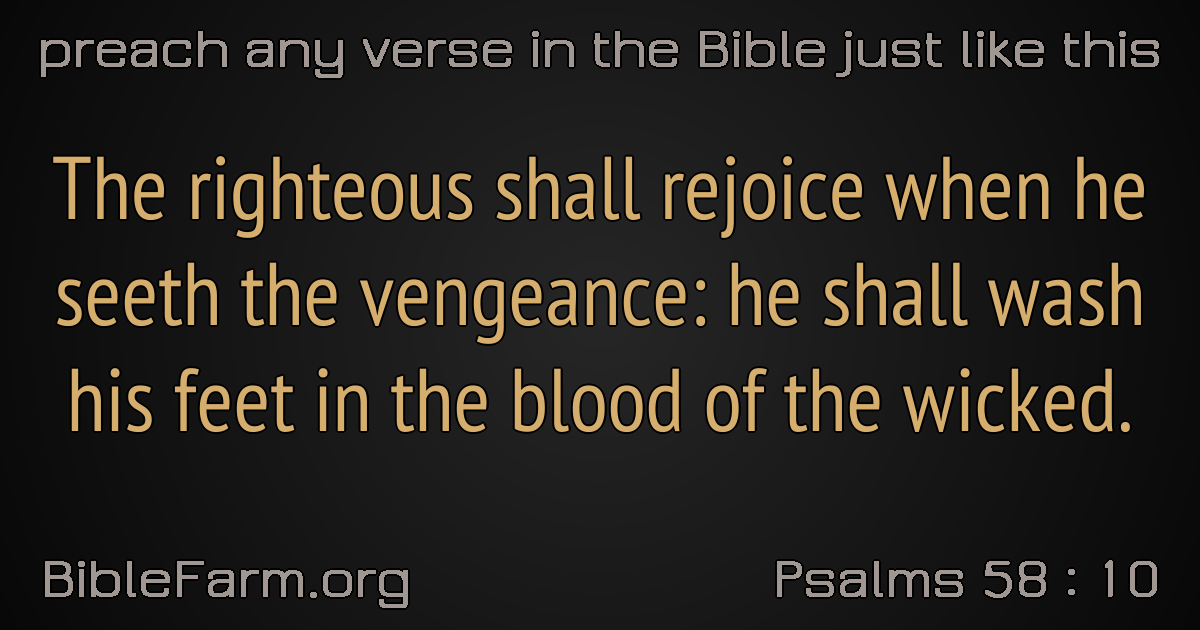 preach any verse in the Bible just like this
The righteous shall rejoice when he
seeth the vengeance: he shall wash
his feet in the blood of the wicked.
BibleFarm.org
Psalms 58 : 10